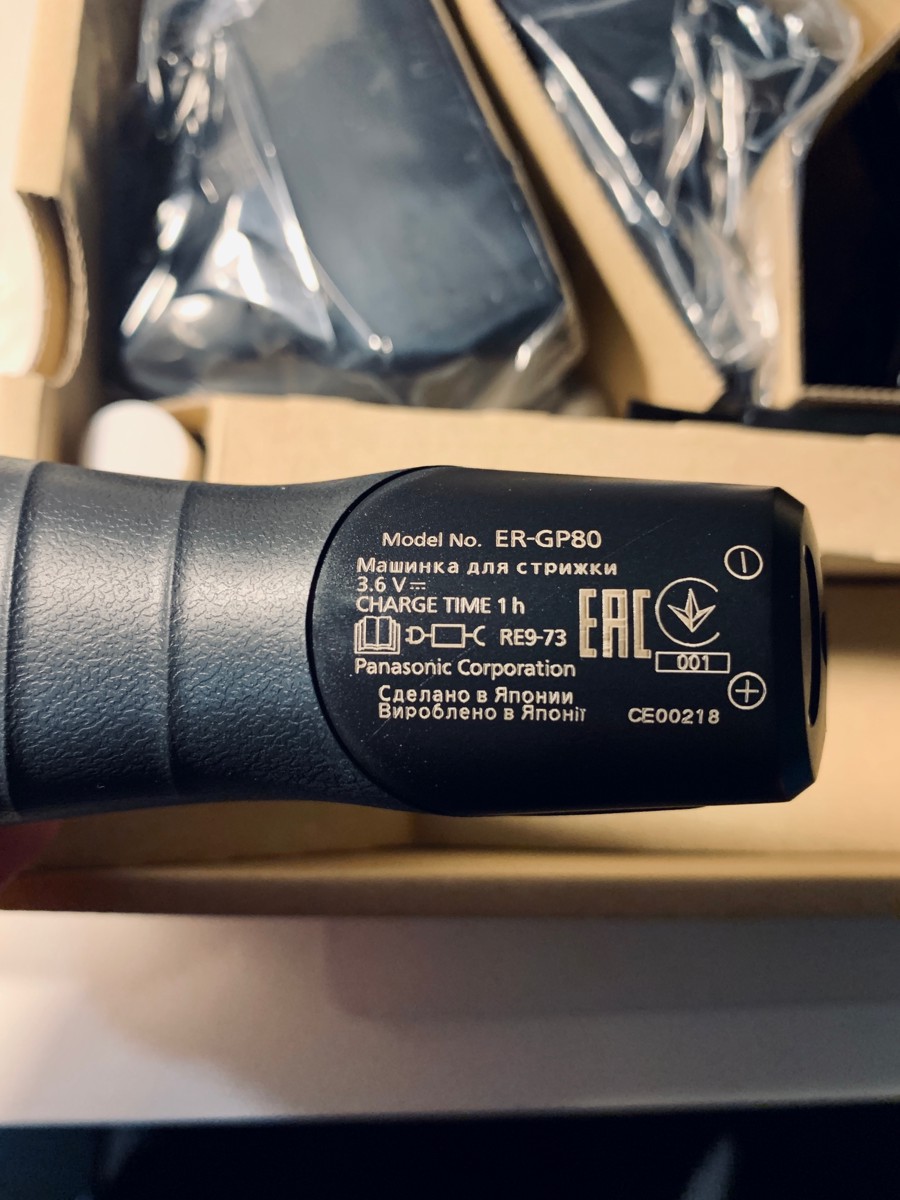 Model No. ER-GP80
Машинка для стрижки
3.6 V⎓
CHARGE TIME 1 h
RE9-73
EAC
001
Panasonic Corporation
Сделано в Японии
Вироблено в Японії
CE00218